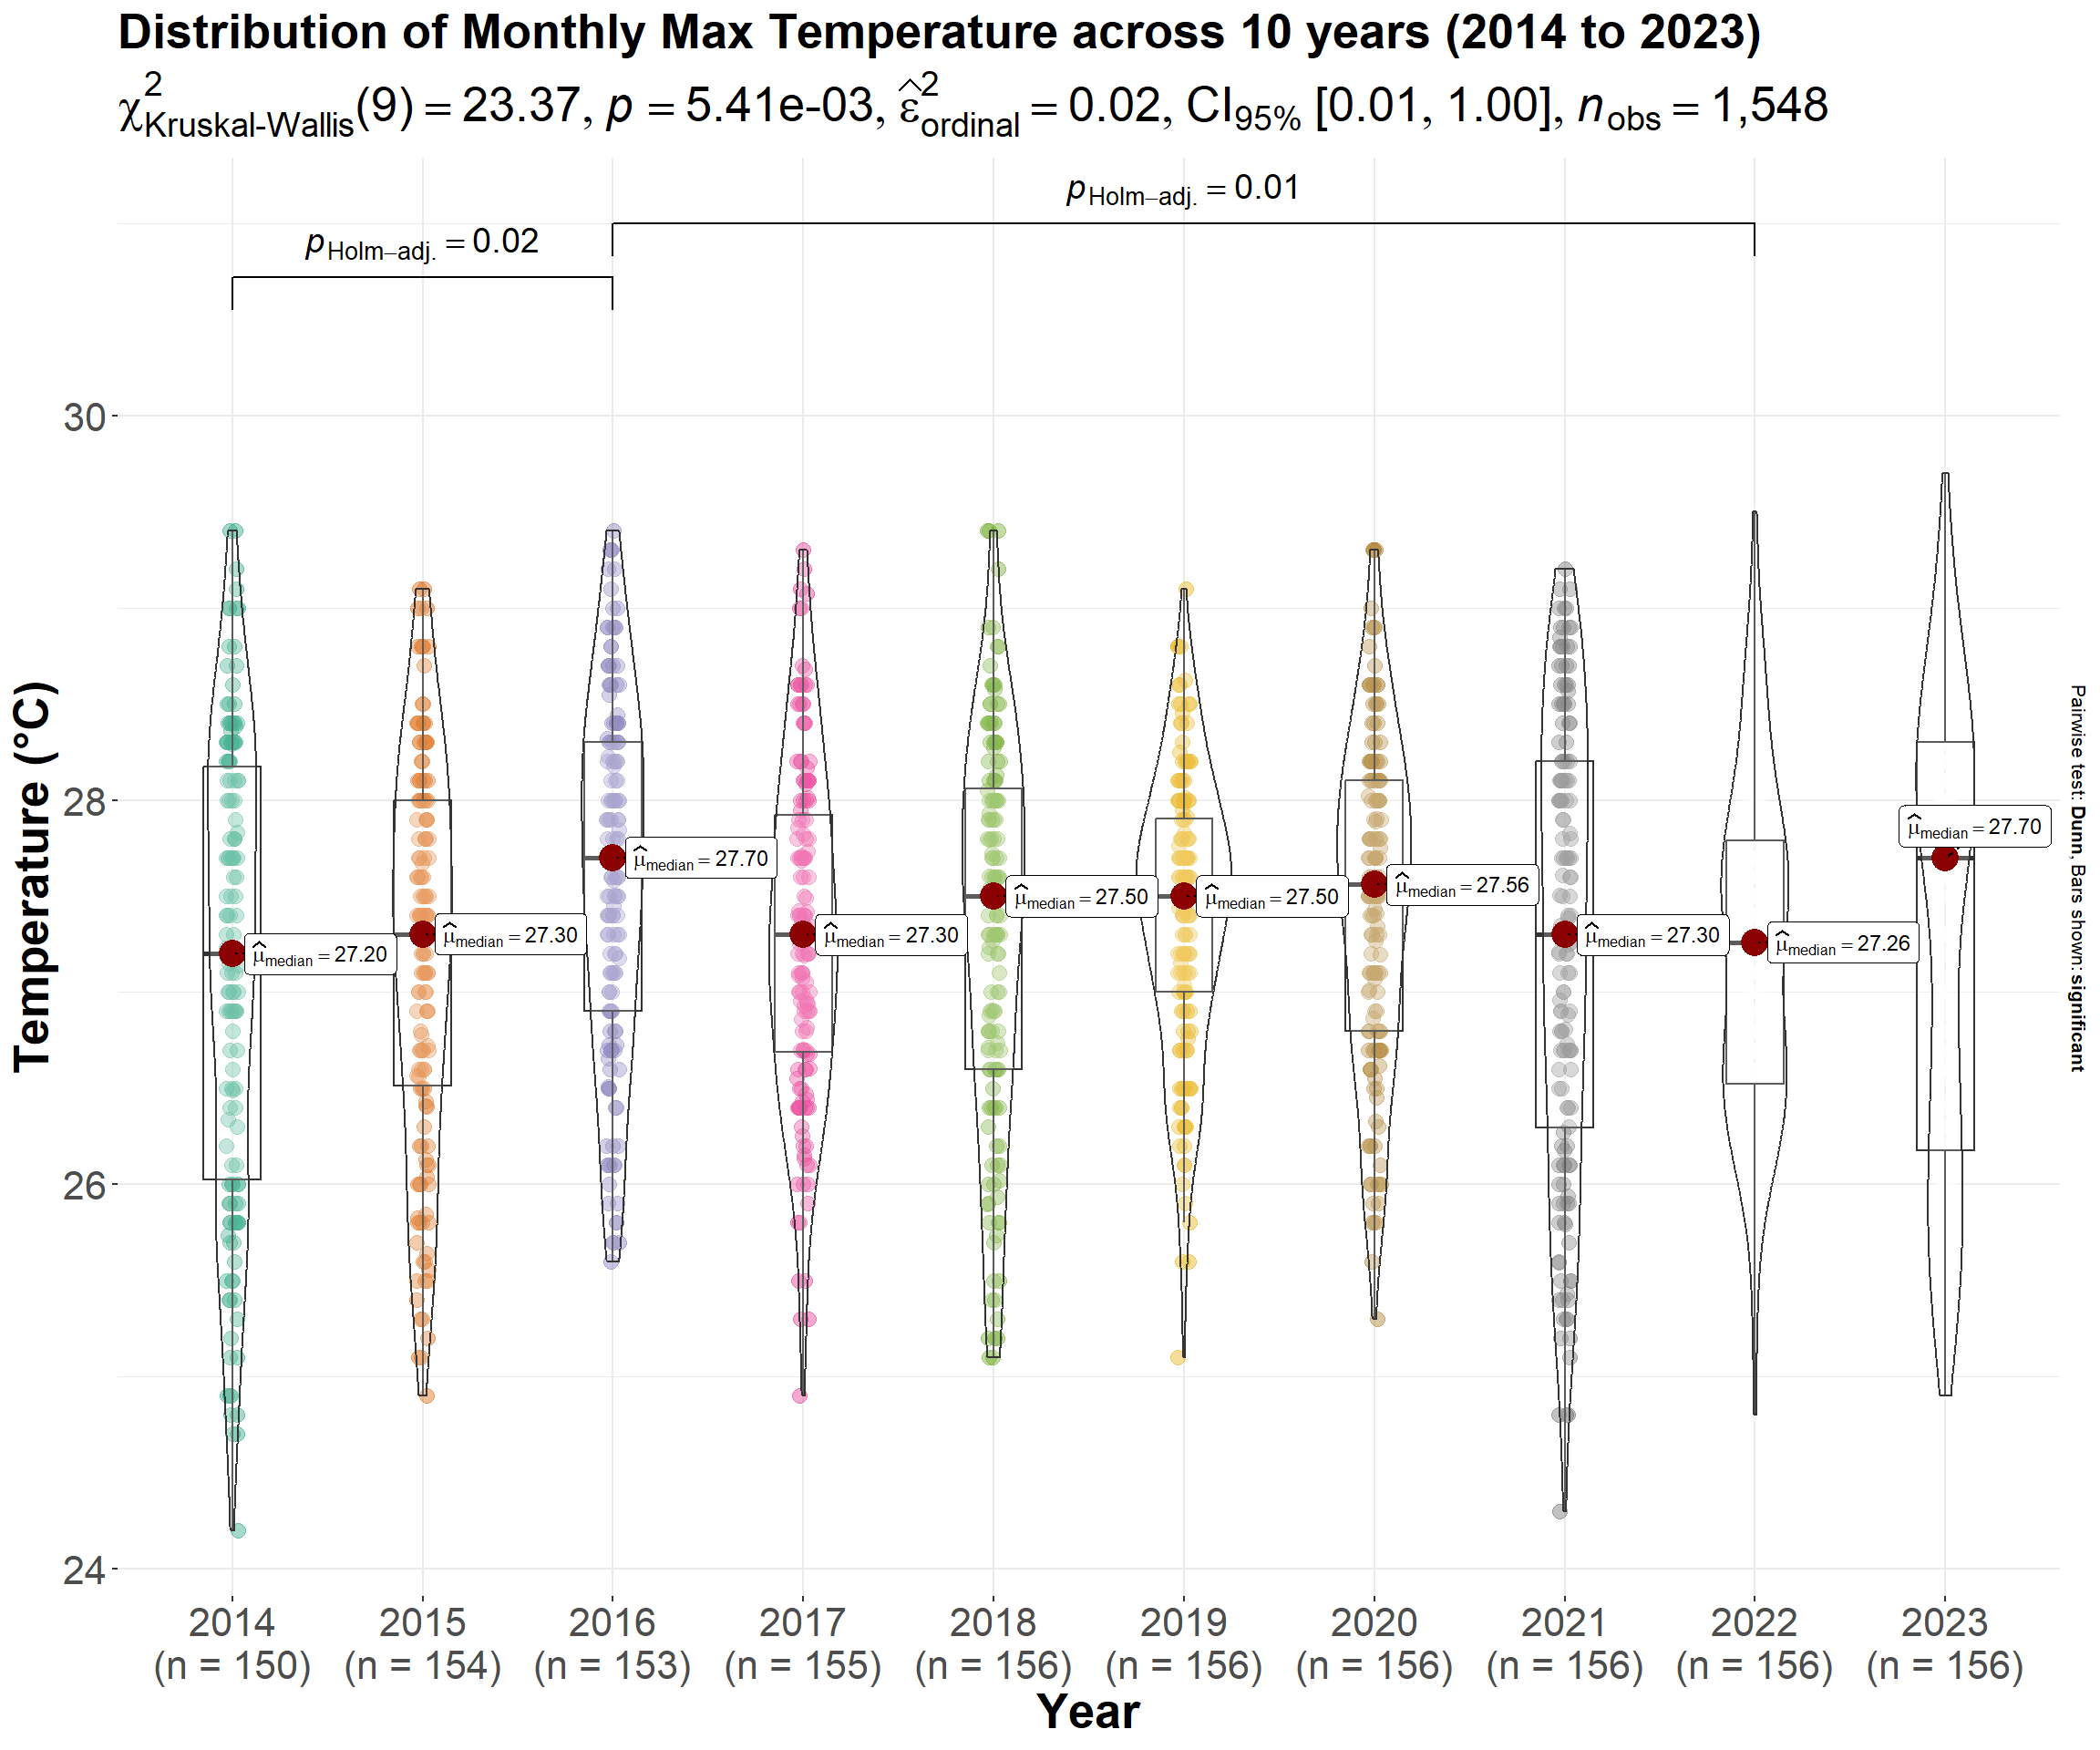 Distribution of Monthly Max Temperature across 10 years (2014 to 2023)
χ²Kruskal-Wallis(9) = 23.37, p = 5.41e-03, ε̂²ordinal = 0.02, CI95% [0.01, 1.00], nobs = 1,548
pHolm−adj. = 0.01
pHolm−adj. = 0.02
30
28
26
24
Temperature (°C)
μ̂median = 27.20
μ̂median = 27.30
μ̂median = 27.70
μ̂median = 27.30
μ̂median = 27.50
μ̂median = 27.50
μ̂median = 27.56
μ̂median = 27.30
μ̂median = 27.26
μ̂median = 27.70
Pairwise test: Dunn, Bars shown: significant
2014 2015 2016 2017 2018 2019 2020 2021 2022 2023
(n = 150) (n = 154) (n = 153) (n = 155) (n = 156) (n = 156) (n = 156) (n = 156) (n = 156) (n = 156)
Year